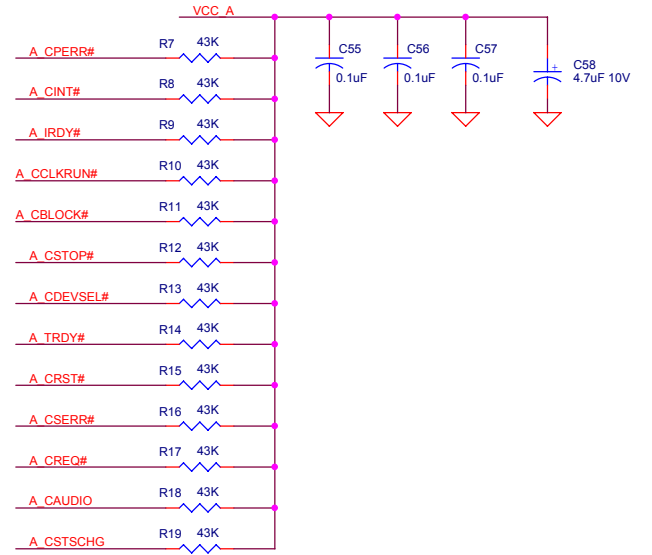 VCC_A
A_CPERR# R7 43K
C55 0.1uF
C56 0.1uF
C57 0.1uF
+ C58 4.7uF 10V
A_CINT# R8 43K
A_IRDY# R9 43K
A_CCLKRUN# R10 43K
A_CBLOCK# R11 43K
A_CSTOP# R12 43K
A_CDEVSEL# R13 43K
A_TRDY# R14 43K
A_CRST# R15 43K
A_CSERR# R16 43K
A_CREQ# R17 43K
A_CAUDIO R18 43K
A_CSTSCHG R19 43K